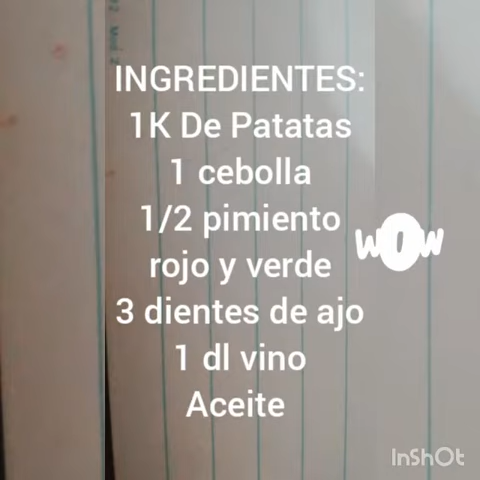 INGREDIENTES:
1K De Patatas
1 cebolla
1/2 pimiento
rojo y verde
3 dientes de ajo
1 dl vino
Aceite
WOW
InShOt